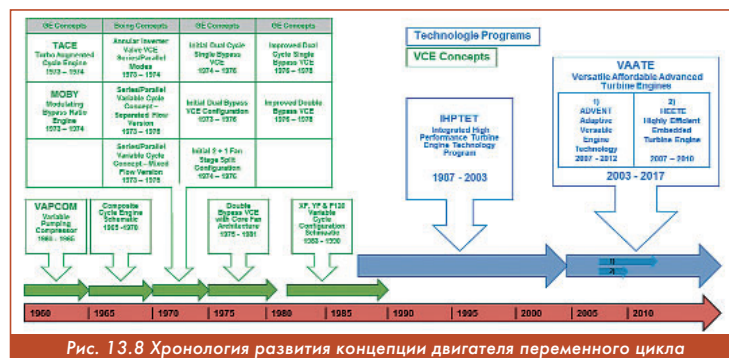 GE Concepts
Boeing Concepts
GE Concepts
GE Concepts
TACE
Turbo Augmented
Cycle Engine
1973 – 1974
Annular Inverter
Valve VCE
Series/Parallel
Modes
1973 – 1974
Initial Dual Cycle
Single Bypass
VCE
1974 – 1976
Improved Dual
Cycle Single
Bypass VCE
1976 – 1978
MOBY
Modulating
Bypass Ratio
Engine
1973 – 1974
Series/Parallel
Variable Cycle
Concept –
Separated Flow
Version
1973 – 1976
Initial Dual Bypass
VCE Configuration
1973 – 1976
Improved Double
Bypass VCE
1976 – 1978
Series/Parallel
Variable Cycle
Concept – Mixed
Flow Version
1973 – 1976
Initial 2 + 1 Fan
Stage Split Configuration
1974 – 1976
Technologie Programs
VCE Concepts
VAPCOM
Variable
Pumping
Compressor
1960 – 1965
Composite
Cycle Engine
Schematic
1965 -1970
Double
Bypass VCE
with Core Fan
Architecture
1975 – 1981
XF, YF & F120
Variable
Cycle
Configuration
Schematic
1980 – 1990
IHPTET
Integrated High
Performance Turbine
Engine Technology
Program
1987 - 2003
VAATE
Versatile Affordable Advanced
Turbine Engines
1)
ADVENT
Adaptive
Versatile
Engine
Technology
2007 - 2012
2)
HEETE
Highly Efficient
Embedded
Turbine Engine
2007 – 2010
2003 - 2017
1)
2)
1960
1965
1970
1975
1980
1985
1990
1995
2000
2005
2010
Рис. 13.8 Хронология развития концепции двигателя переменного цикла